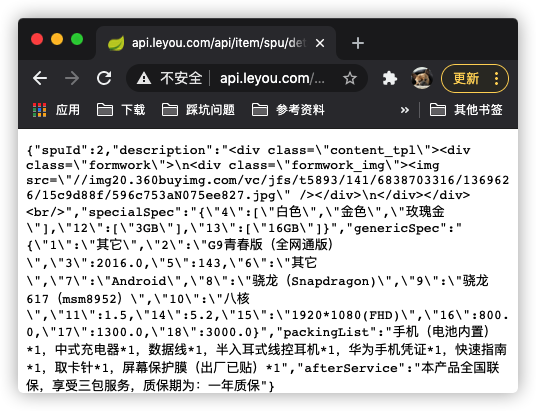 api.leyou.com/api/item/spu/det
不安全 api.leyou.com/...
更新
应用 下载 踩坑问题 参考资料 » 其他书签
{"spuId":2,"description":"<div class=\"content_tpl\"><div
class=\"formwork\">\n<div class=\"formwork_img\"><img
src=\"//img20.360buyimg.com/vc/jfs/t5893/141/6838703316/136962
6/15c9d88f/596c753aN075ee827.jpg\" /></div>\n</div></div>
<br/>","specialSpec":"{\"4\":[\"白色\",\"金色\",\"玫瑰金
\"],\"12\":[\"3GB\"],\"13\":[\"16GB\"]}","genericSpec":"
{\"1\":\"其它\",\"2\":\"G9青春版（全网通版）
\",\"3\":2016.0,\"5\":143,\"6\":\"其它
\",\"7\":\"Android\",\"8\":\"骁龙（Snapdragon)\",\"9\":\"骁龙
617（msm8952）\",\"10\":\"八核
\",\"11\":1.5,\"14\":5.2,\"15\":\"1920*1080(FHD)\",\"16\":800.
0,\"17\":1300.0,\"18\":3000.0}","packingList":"手机（电池内置）
*1，中式充电器*1，数据线*1，半入耳式线控耳机*1，华为手机凭证*1，快速指南
*1，取卡针*1，屏幕保护膜（出厂已贴）*1","afterService":"本产品全国联
保，享受三包服务，质保期为：一年质保"}